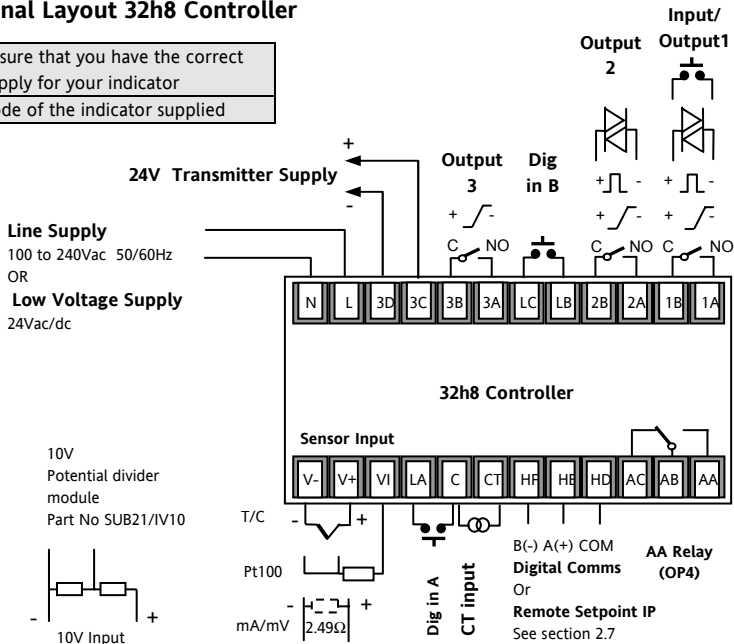 nal Layout 32h8 Controller
sure that you have the correct
pply for your indicator
ode of the indicator supplied
Input/
Output1
Output
2
24V Transmitter Supply
+
-
Output
3
Dig
in B
+ -
+ -
+ -
+ -
+ -
C NO
C NO
C NO
Line Supply
100 to 240Vac 50/60Hz
OR
Low Voltage Supply
24Vac/dc
N L 3D 3C 3B 3A LC LB 2B 2A 1B 1A
32h8 Controller
Sensor Input
V- V+ VI LA C CT HF HE HD AC AB AA
10V
Potential divider
module
Part No SUB21/IV10
- +
10V Input
T/C - +
Pt100
mA/mV - + 2.49Ω
Dig in A
CT input
B(-) A(+) COM
Digital Comms
Or
Remote Setpoint IP
See section 2.7
AA Relay
(OP4)